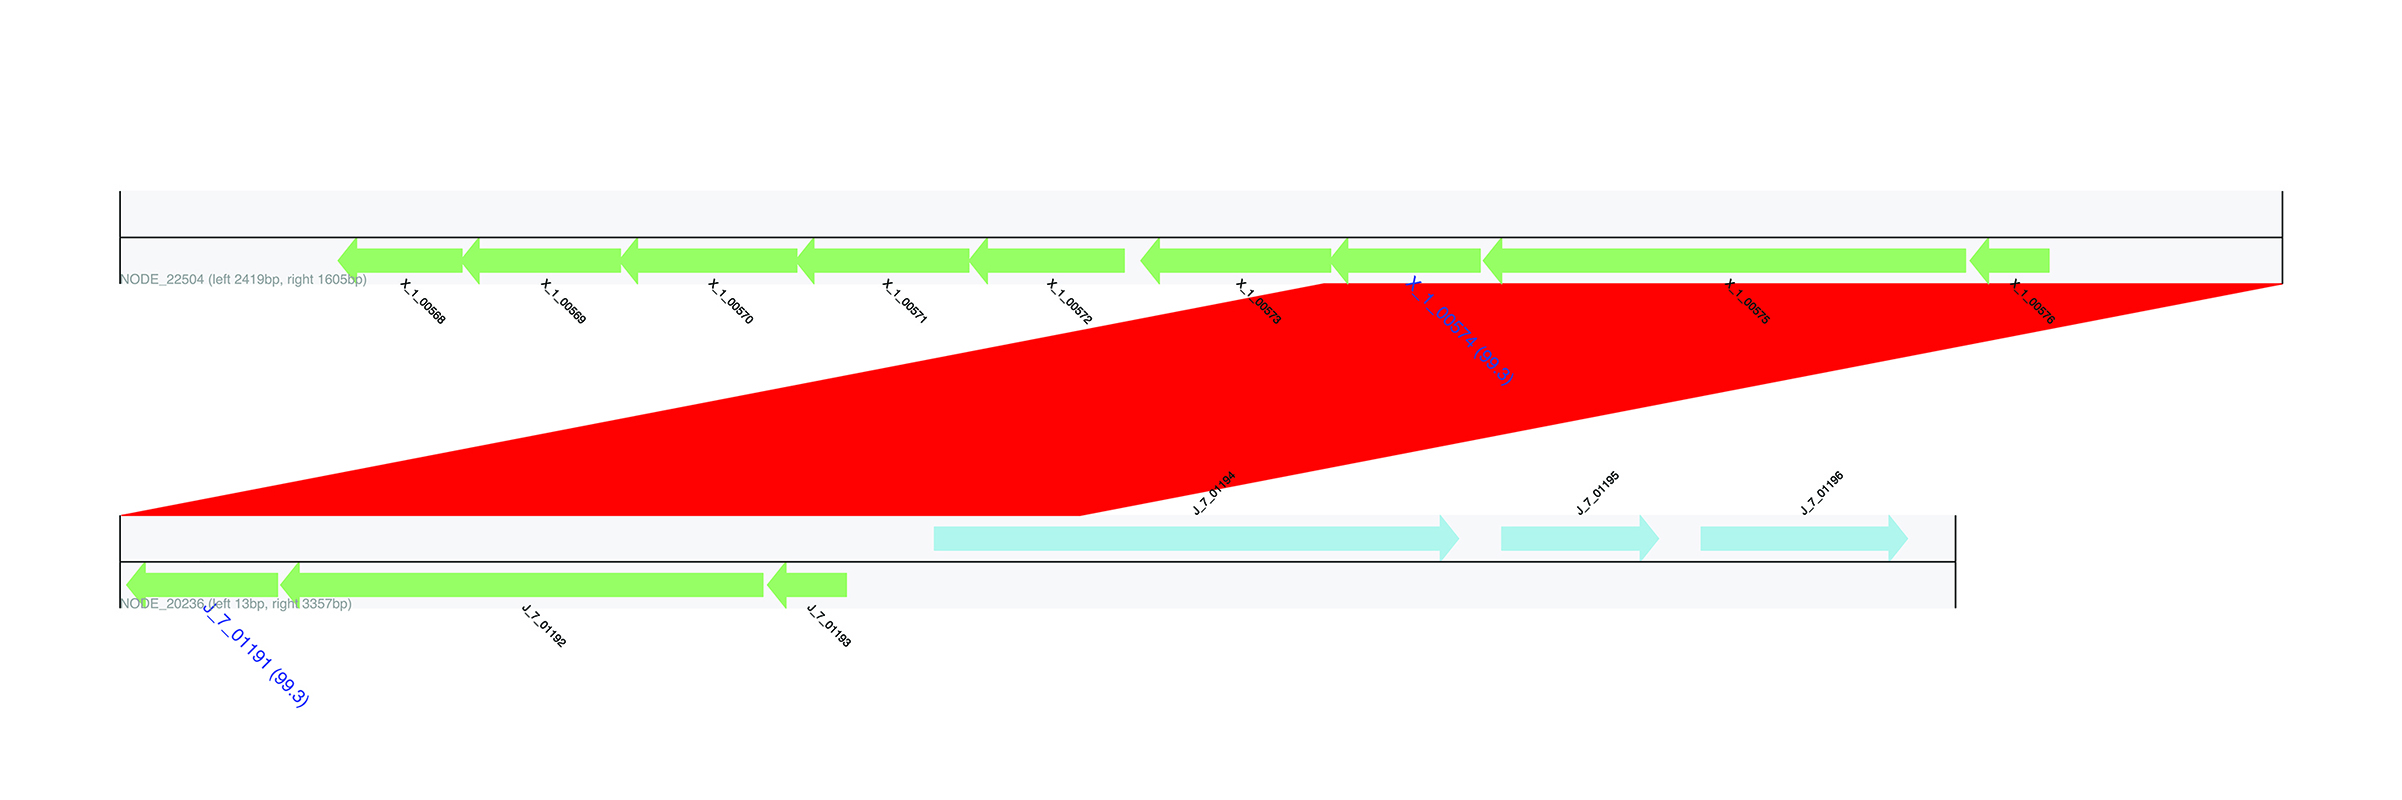 NODE_22504 (left 2419bp, right 1605bp)
X_1_00568
X_1_00569
X_1_00570
X_1_00571
X_1_00572
X_1_00573
X_1_00574 (99.3)
X_1_00575
X_1_00576
J_7_01194
J_7_01195
J_7_01196
NODE_20236 (left 13bp, right 3357bp)
J_7_01191 (99.3)
J_7_01192
J_7_01193